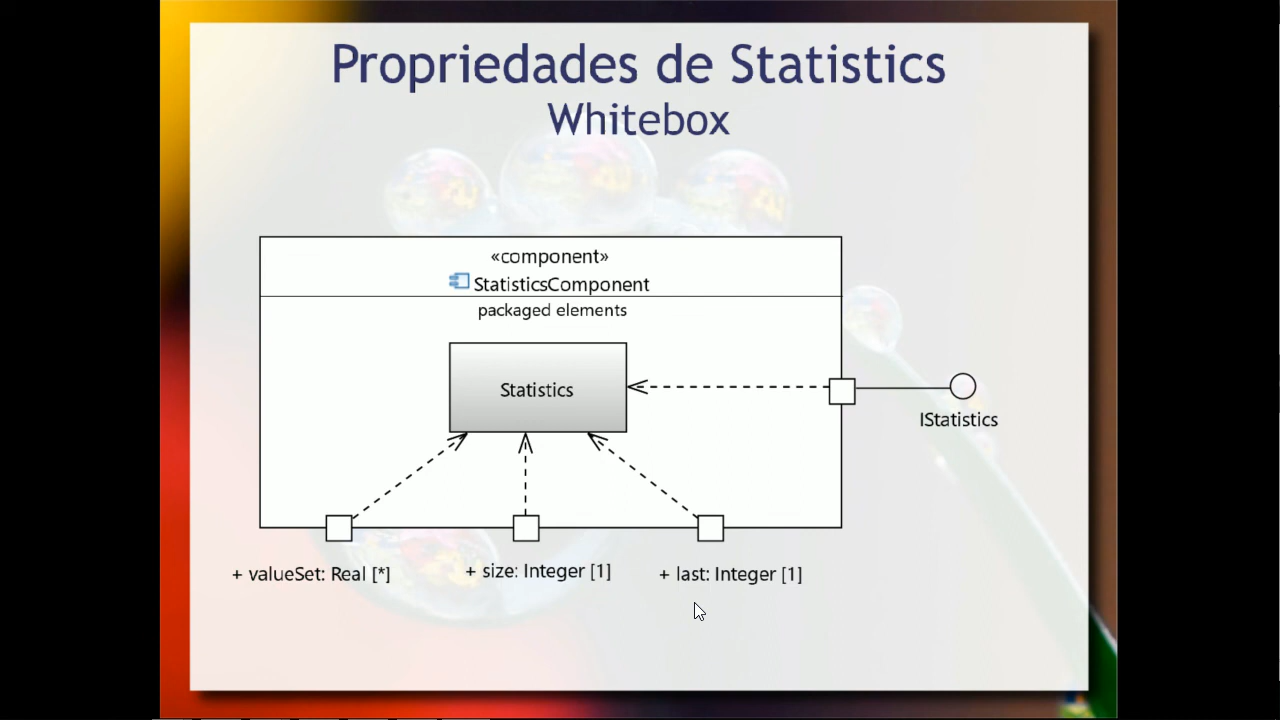 Propriedades de Statistics
Whitebox
«component»
StatisticsComponent
packaged elements
Statistics
IStatistics
+ valueSet: Real [*]
+ size: Integer [1]
+ last: Integer [1]